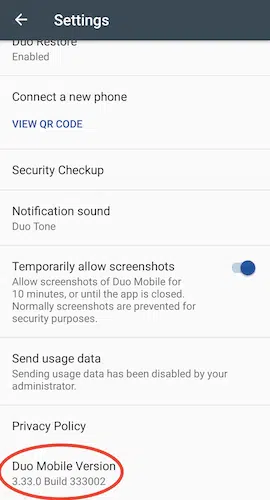 Settings
Duo Restore
Enabled
Connect a new phone
VIEW QR CODE
Security Checkup
Notification sound
Duo Tone
Temporarily allow screenshots
Allow screenshots of Duo Mobile for
10 minutes, or until the app is closed.
Normally screenshots are prevented for
security purposes.
Send usage data
Sending usage data has been disabled by your
administrator.
Privacy Policy
Duo Mobile Version
3.33.0 Build 333002